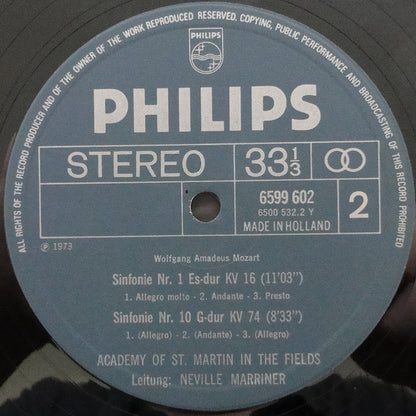 ALL RIGHTS OF THE RECORD PRODUCER AND OF THE OWNER OF THE WORK REPRODUCED RESERVED. COPYING, PUBLIC PERFORMANCE AND BROADCASTING OF THIS RECORD PROHIBITED
PHILIPS
PHILIPS
STEREO 33⅓
6599 602
6500 532.2 Y
MADE IN HOLLAND
2
℗ 1973
Wolfgang Amadeus Mozart
Sinfonie Nr. 1 Es-dur KV 16 (11'03")
1. Allegro molto - 2. Andante - 3. Presto
Sinfonie Nr. 10 G-dur KV 74 (8'33")
1. (Allegro) - 2. (Andante) - 3. (Allegro)
ACADEMY OF ST. MARTIN IN THE FIELDS
Leitung: NEVILLE MARRINER